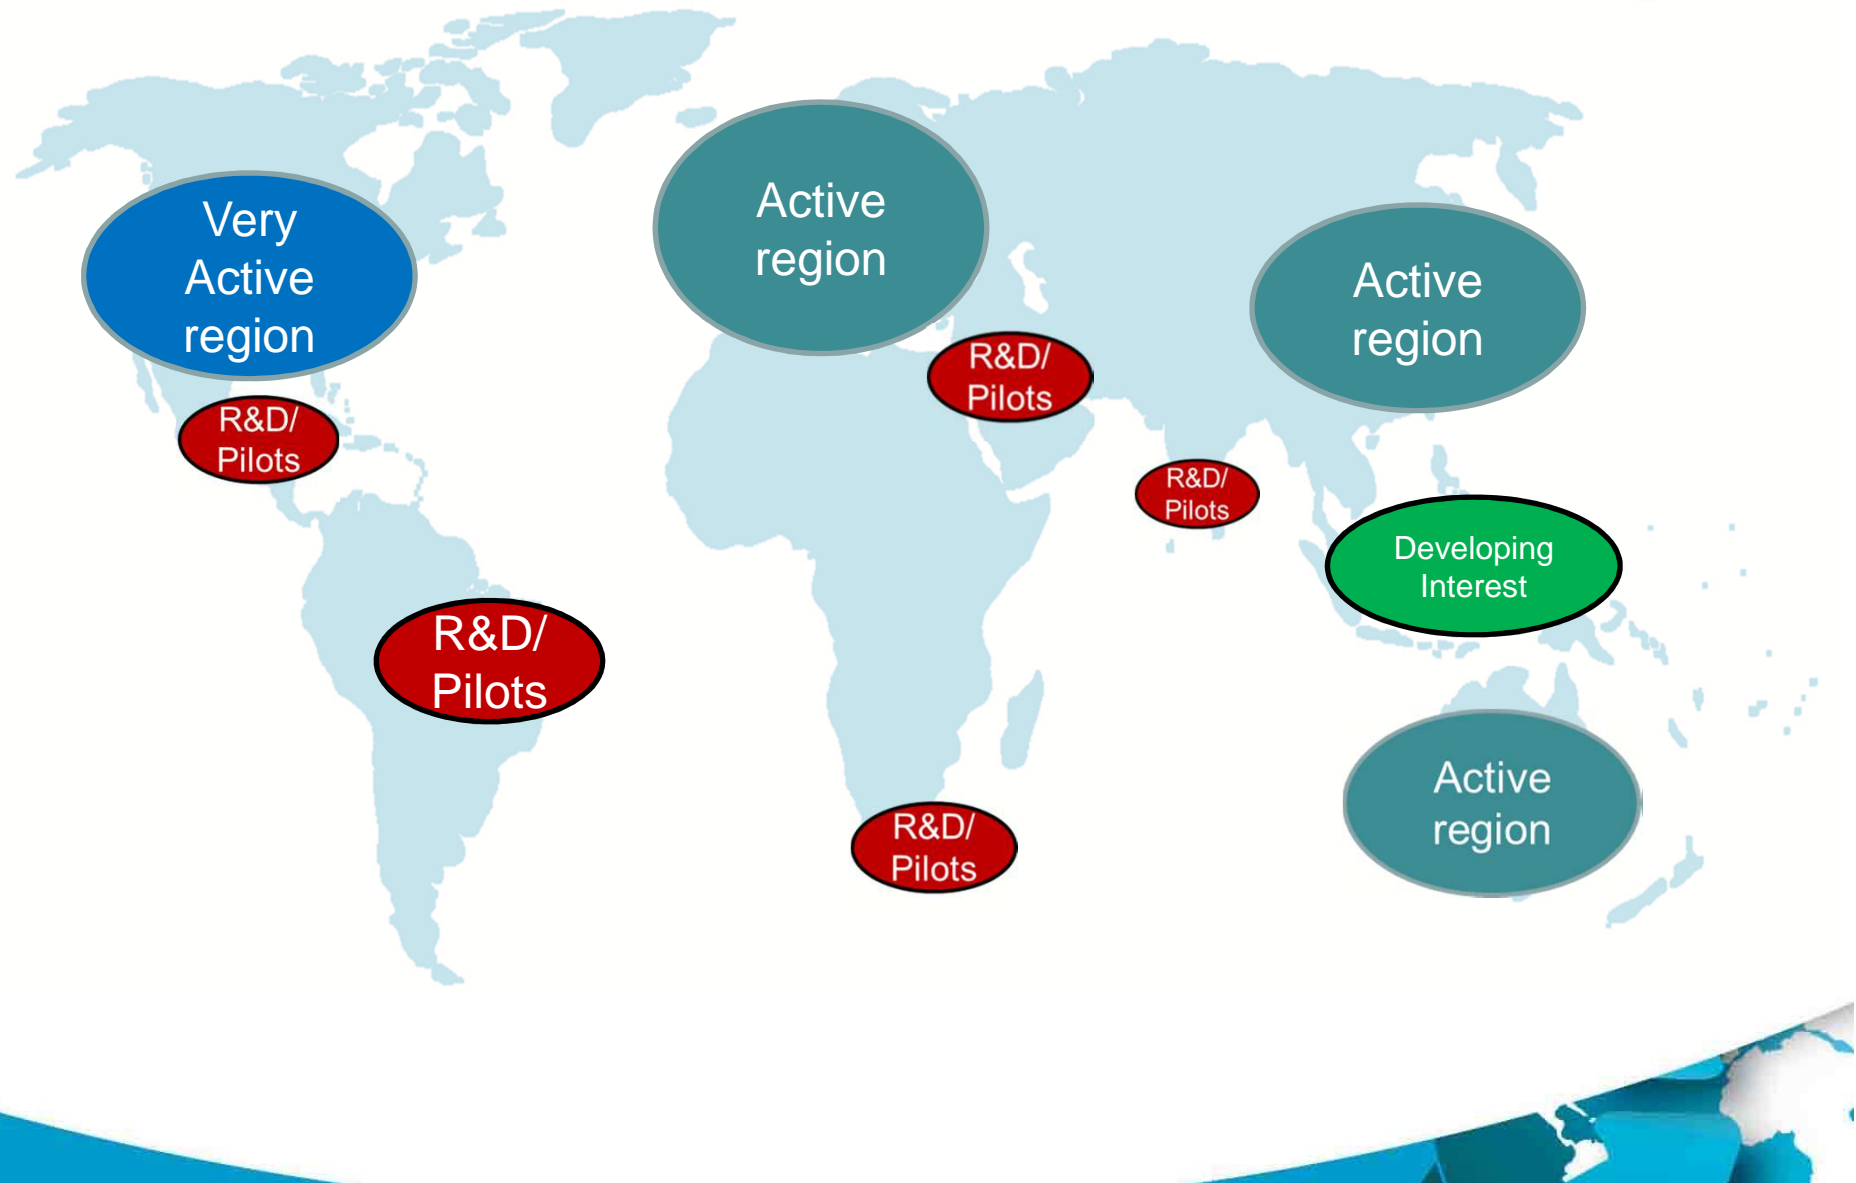 Very
Active
region
Active
region
Active
region
R&D/
Pilots
R&D/
Pilots
R&D/
Pilots
Developing
Interest
R&D/
Pilots
Active
region
R&D/
Pilots